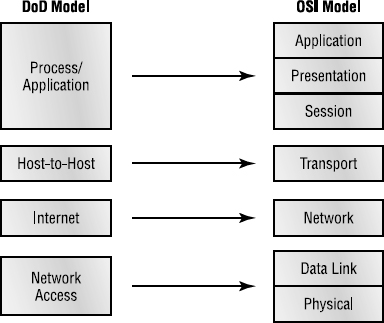 DoD Model
OSI Model
Process/
Application
Application
Presentation
Session
Host-to-Host
Transport
Internet
Network
Network
Access
Data Link
Physical